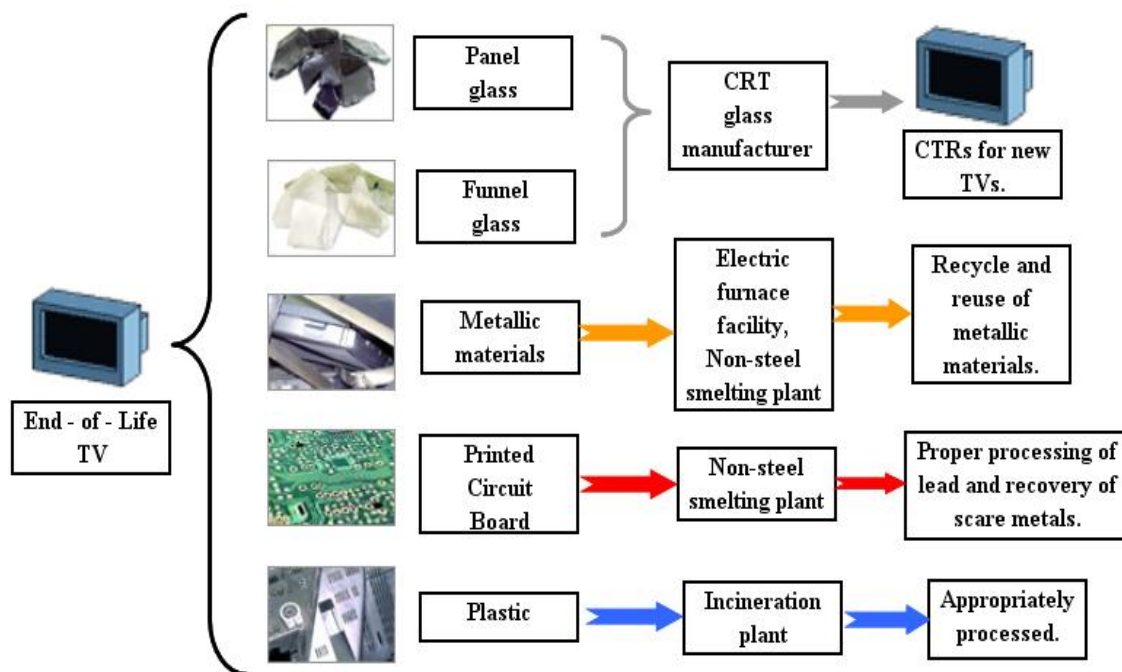 Panel
glass
CRT
glass
manufacturer
CTRs for new
TVs.
Funnel
glass
End - of - Life
TV
Metallic
materials
Electric
furnace
facility,
Non-steel
smelting plant
Recycle and
reuse of
metallic
materials.
Printed
Circuit
Board
Non-steel
smelting plant
Proper processing of
lead and recovery of
scare metals.
Plastic
Incineration
plant
Appropriately
processed.